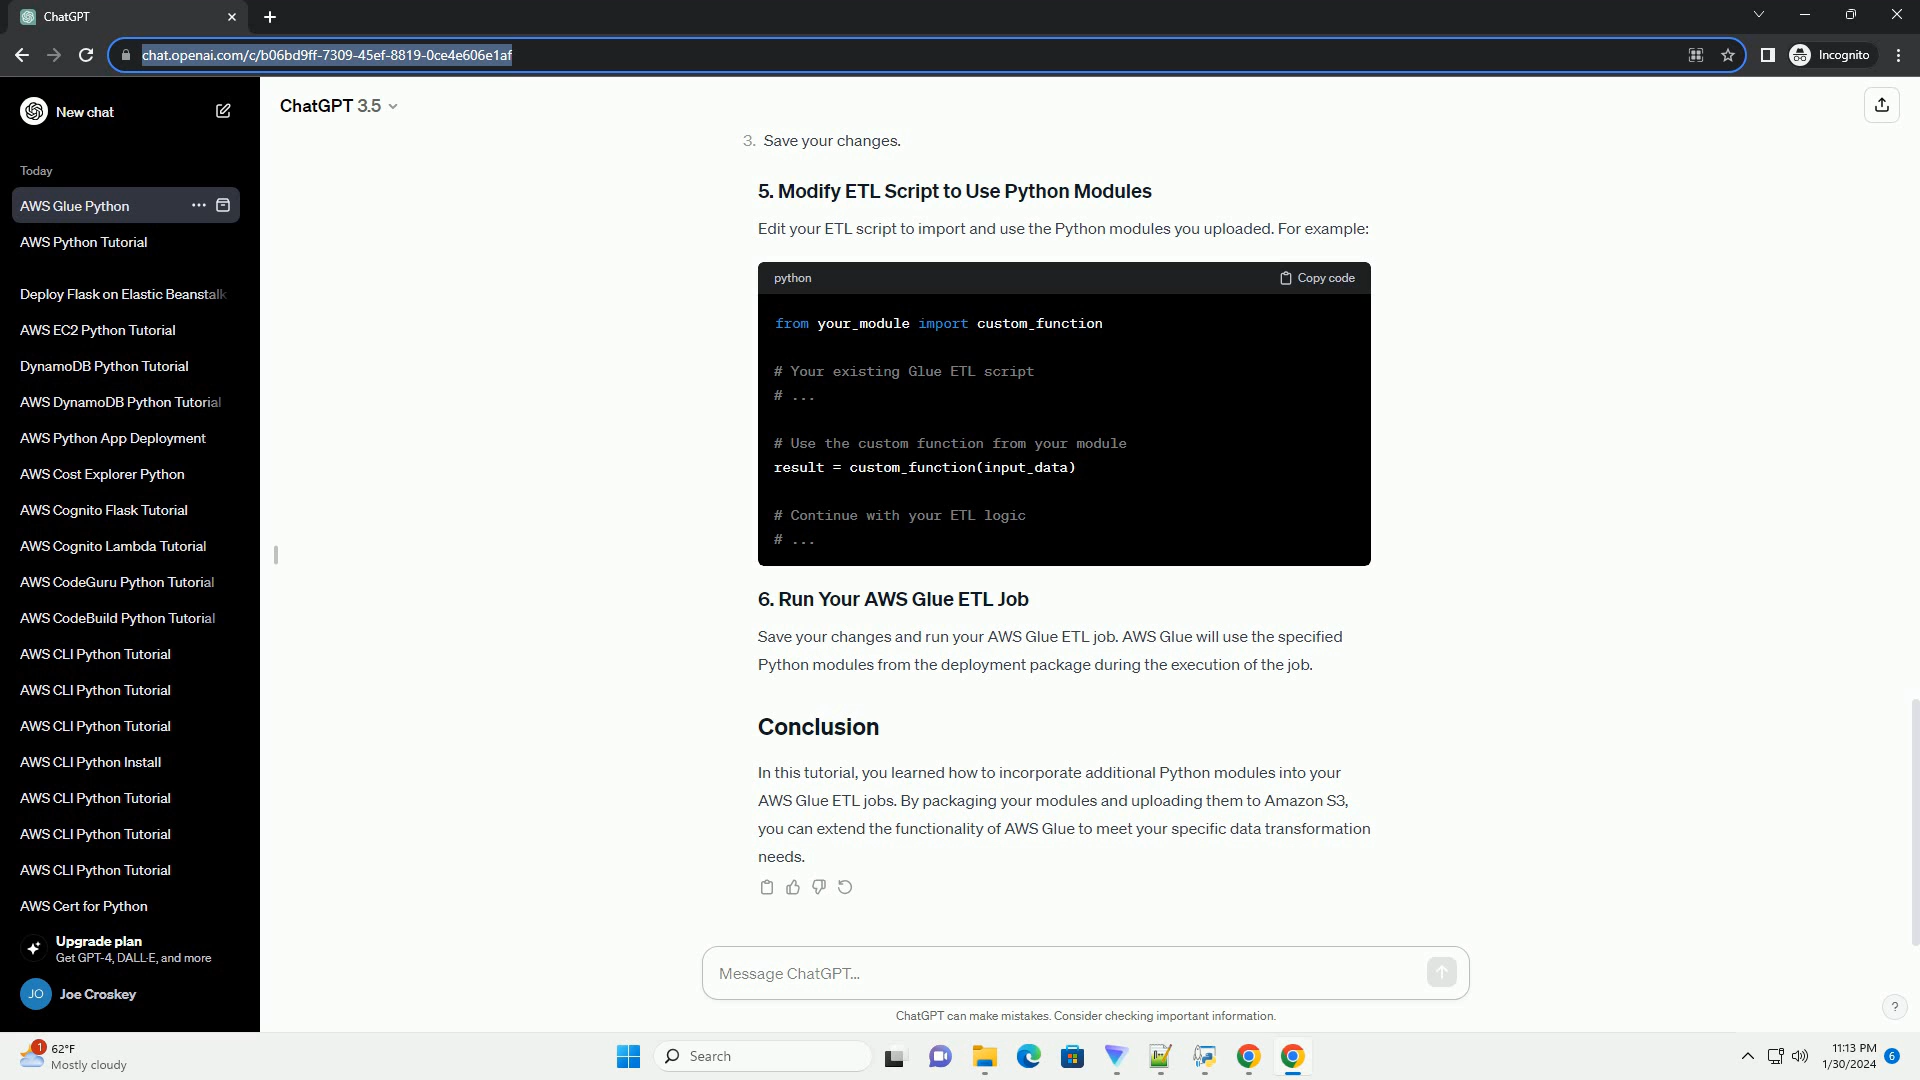 ChatGPT
chat.openai.com/c/b06bd9ff-7309-45ef-8819-0ce4e606e1af
Incognito
New chat
Today
AWS Glue Python
AWS Python Tutorial
Deploy Flask on Elastic Beanstalk
AWS EC2 Python Tutorial
DynamoDB Python Tutorial
AWS DynamoDB Python Tutorial
AWS Python App Deployment
AWS Cost Explorer Python
AWS Cognito Flask Tutorial
AWS Cognito Lambda Tutorial
AWS CodeGuru Python Tutorial
AWS CodeBuild Python Tutorial
AWS CLI Python Tutorial
AWS CLI Python Tutorial
AWS CLI Python Tutorial
AWS CLI Python Install
AWS CLI Python Tutorial
AWS CLI Python Tutorial
AWS CLI Python Tutorial
AWS Cert for Python
Upgrade plan
Get GPT-4, DALL·E, and more
JO Joe Croskey
ChatGPT 3.5
3. Save your changes.
5. Modify ETL Script to Use Python Modules
Edit your ETL script to import and use the Python modules you uploaded. For example:
python Copy code
from your_module import custom_function
# Your existing Glue ETL script
# ...
# Use the custom function from your module
result = custom_function(input_data)
# Continue with your ETL logic
# ...
6. Run Your AWS Glue ETL Job
Save your changes and run your AWS Glue ETL job. AWS Glue will use the specified
Python modules from the deployment package during the execution of the job.
Conclusion
In this tutorial, you learned how to incorporate additional Python modules into your
AWS Glue ETL jobs. By packaging your modules and uploading them to Amazon S3,
you can extend the functionality of AWS Glue to meet your specific data transformation
needs.
Message ChatGPT...
ChatGPT can make mistakes. Consider checking important information.
?
1
62°F
Mostly cloudy
Search
11:13 PM
1/30/2024
6